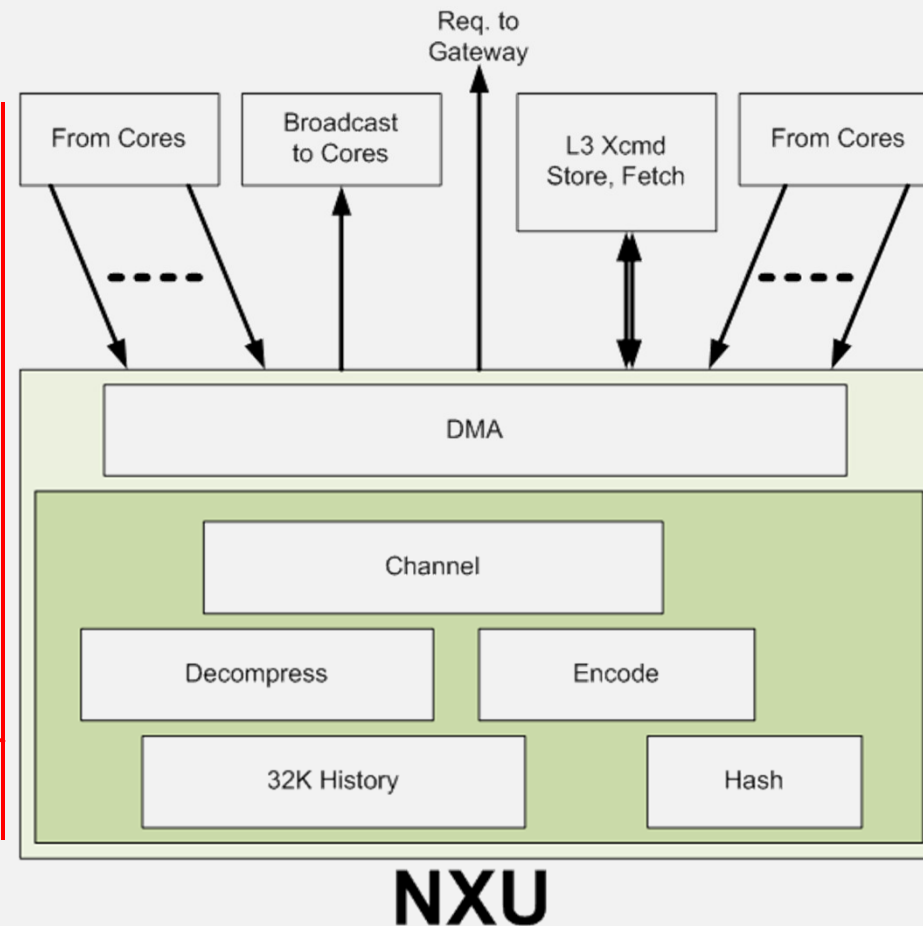 Req. to
Gateway
From Cores
Broadcast
to Cores
L3 Xcmd
Store, Fetch
From Cores
DMA
Channel
Decompress
Encode
32K History
Hash
NXU